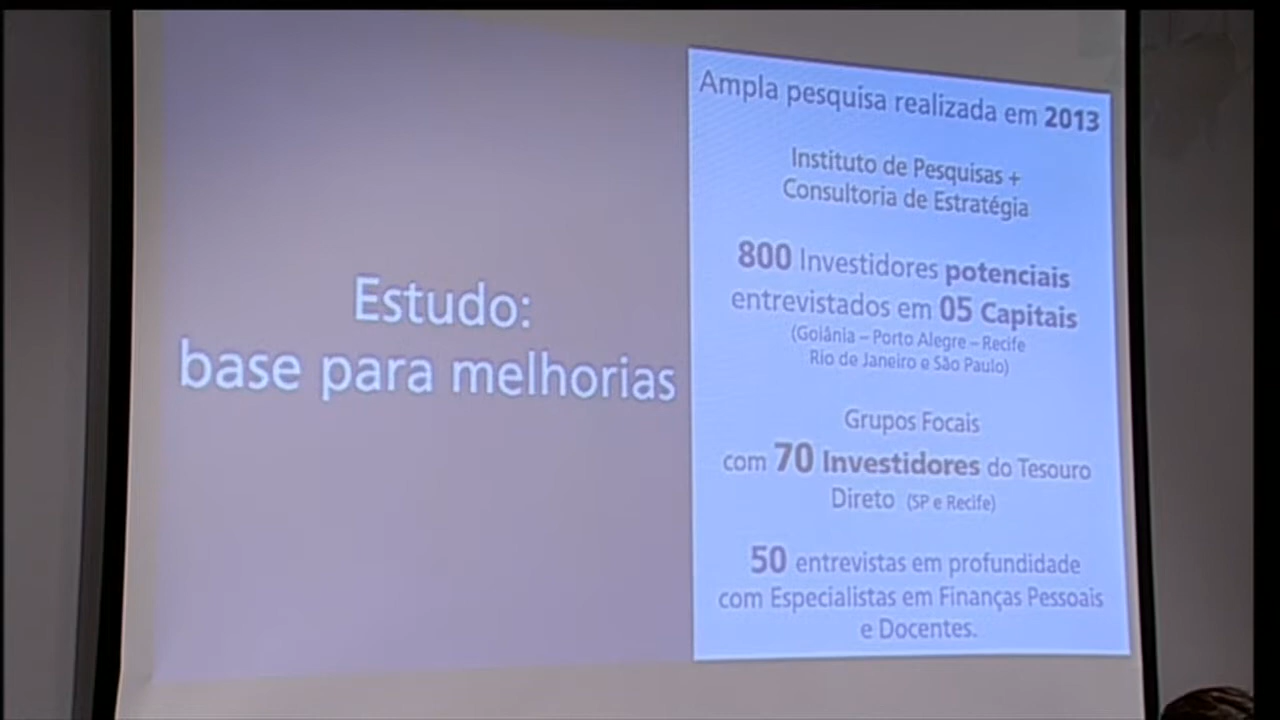 Estudo:
base para melhorias
Ampla pesquisa realizada em 2013
Instituto de Pesquisas +
Consultoria de Estratégia
800 Investidores potenciais
entrevistados em 05 Capitais
(Goiânia – Porto Alegre – Recife
Rio de Janeiro e São Paulo)
Grupos Focais
com 70 Investidores do Tesouro
Direto (SP e Recife)
50 entrevistas em profundidade
com Especialistas em Finanças Pessoais
e Docentes.